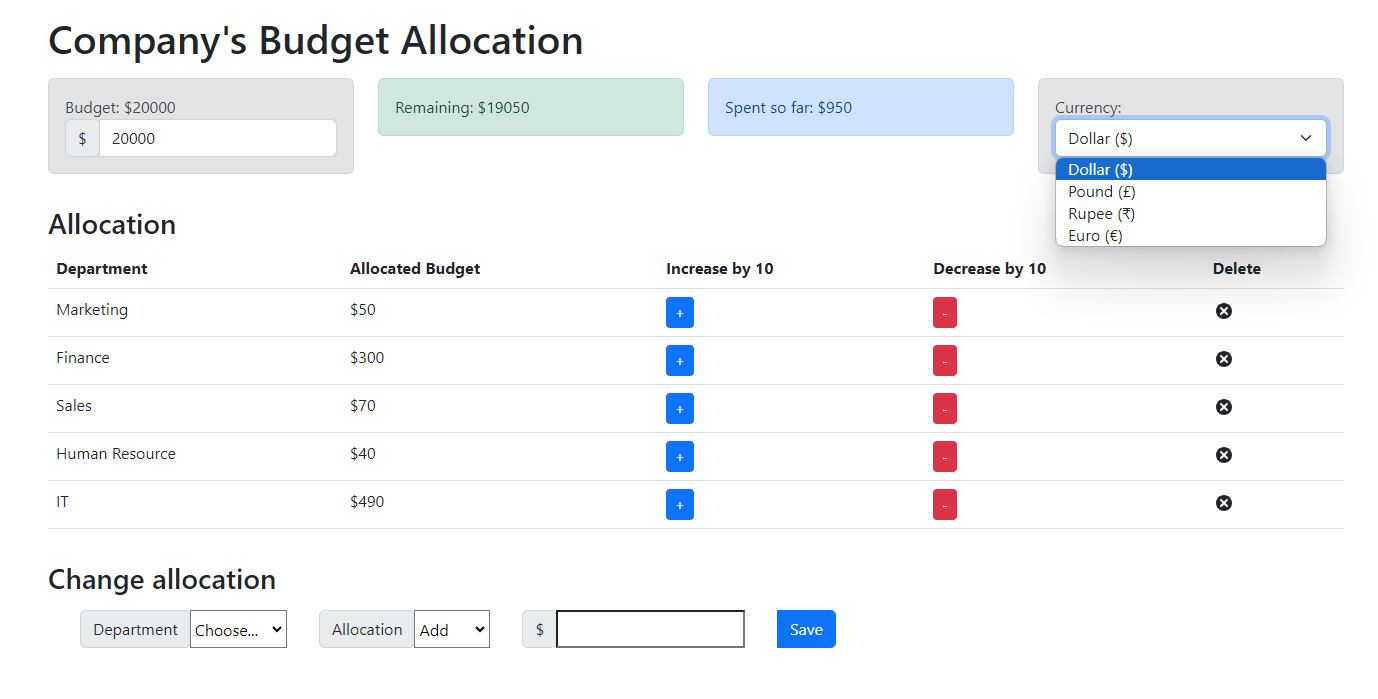 Company's Budget Allocation
Budget: $20000
$ 20000
Remaining: $19050
Spent so far: $950
Currency:
Dollar ($)
Dollar ($)
Pound (£)
Rupee (₹)
Euro (€)
Allocation
Department Allocated Budget Increase by 10 Decrease by 10 Delete
Marketing $50 + -
Finance $300 + -
Sales $70 + -
Human Resource $40 + -
IT $490 + -
Change allocation
Department Choose... Allocation Add $ Save